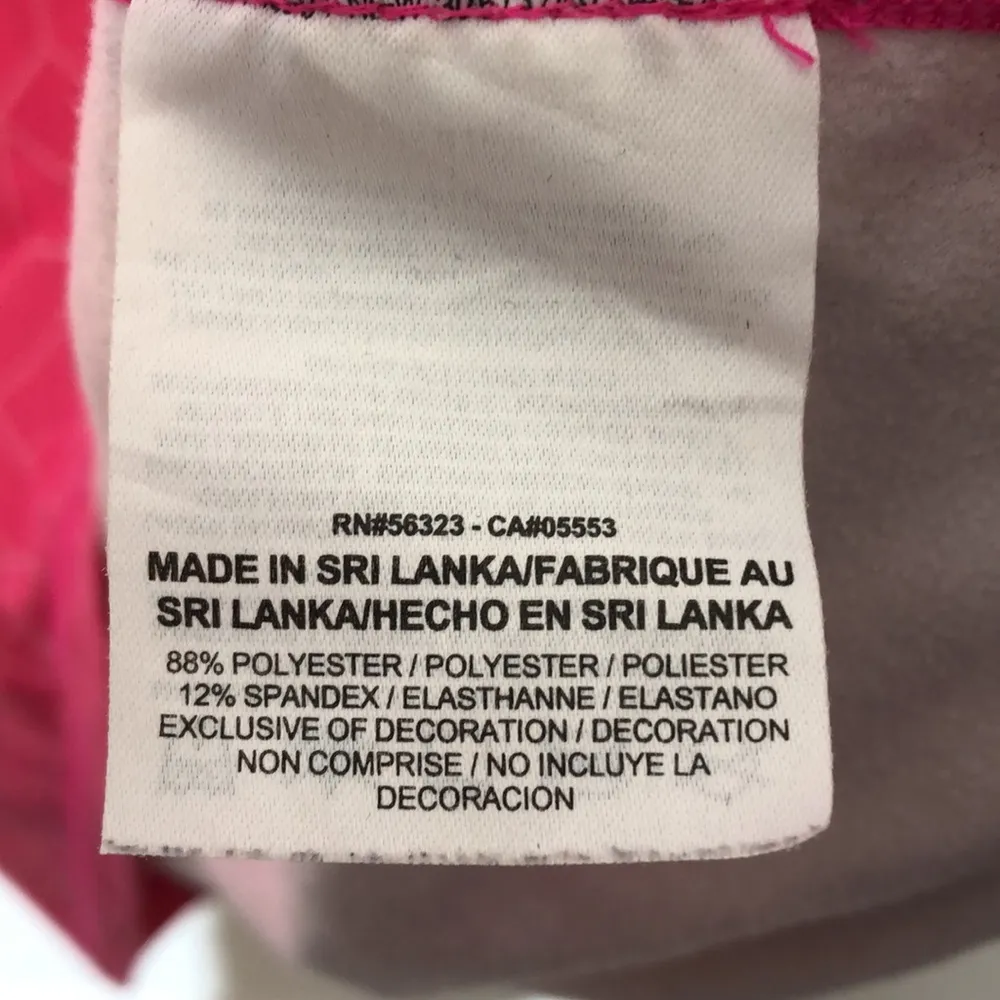 RN#56323 - CA#05553
MADE IN SRI LANKA/FABRIQUE AU
SRI LANKA/HECHO EN SRI LANKA
88% POLYESTER / POLYESTER / POLIESTER
12% SPANDEX / ELASTHANNE / ELASTANO
EXCLUSIVE OF DECORATION / DECORATION
NON COMPRISE / NO INCLUYE LA
DECORACION